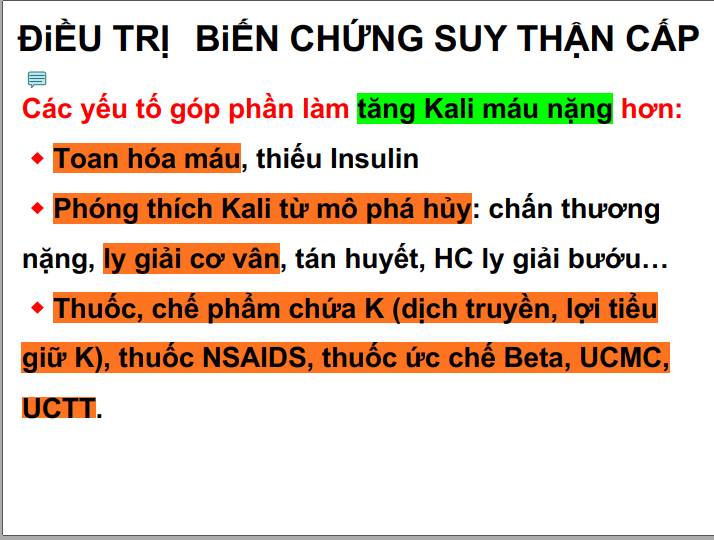 ĐiỀU TRỊ BiẾN CHỨNG SUY THẬN CẤP
Các yếu tố góp phần làm tăng Kali máu nặng hơn:
Toan hóa máu, thiếu Insulin
Phóng thích Kali từ mô phá hủy: chấn thương
nặng, ly giải cơ vân, tán huyết, HC ly giải bướu…
Thuốc, chế phẩm chứa K (dịch truyền, lợi tiểu
giữ K), thuốc NSAIDS, thuốc ức chế Beta, UCMC,
UCTT.